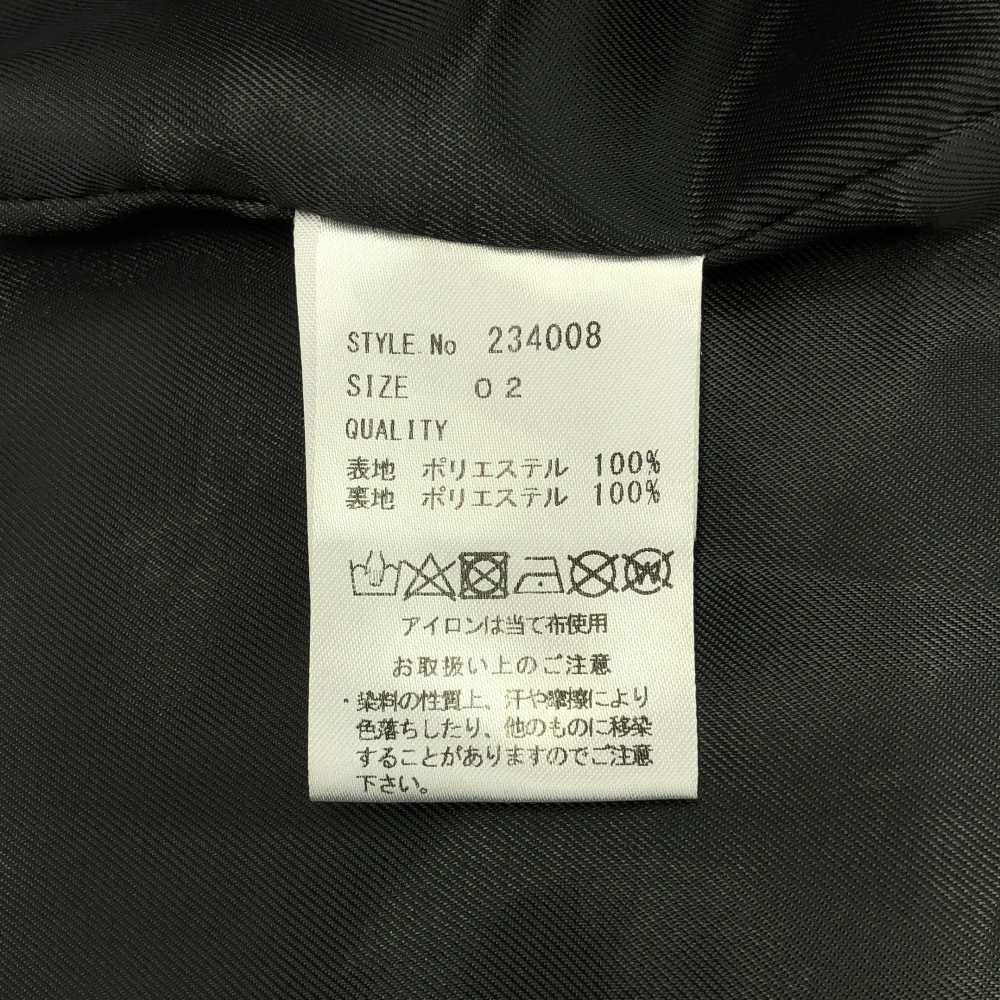 STYLE.No 234008
SIZE 02
QUALITY
表地 ポリエステル 100%
裏地 ポリエステル 100%
W
アイロンは当て布使用
お取扱い上のご注意
・染料の性質上、汗や摩擦により
色落ちしたり、他のものに移染
することがありますのでご注意
下さい。